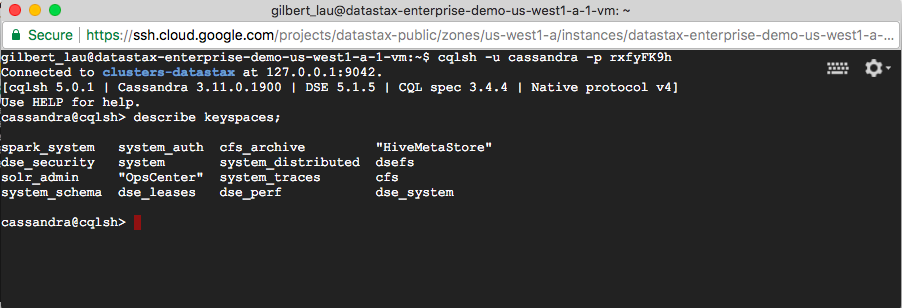 gilbert_lau@datastax-enterprise-demo-us-west1-a-1-vm: ~
Secure https://ssh.cloud.google.com/projects/datastax-public/zones/us-west1-a/instances/datastax-enterprise-demo-us-west1-a-...
gilbert_lau@datastax-enterprise-demo-us-west1-a-1-vm:~$ cqlsh -u cassandra -p rxfyFK9h
Connected to clusters-datastax at 127.0.0.1:9042.
[cqlsh 5.0.1 | Cassandra 3.11.0.1900 | DSE 5.1.5 | CQL spec 3.4.4 | Native protocol v4]
Use HELP for help.
cassandra@cqlsh> describe keyspaces;
spark_system system_auth cfs_archive "HiveMetaStore"
dse_security system system_distributed dsefs
solr_admin "OpsCenter" system_traces cfs
system_schema dse_leases dse_perf dse_system
cassandra@cqlsh>